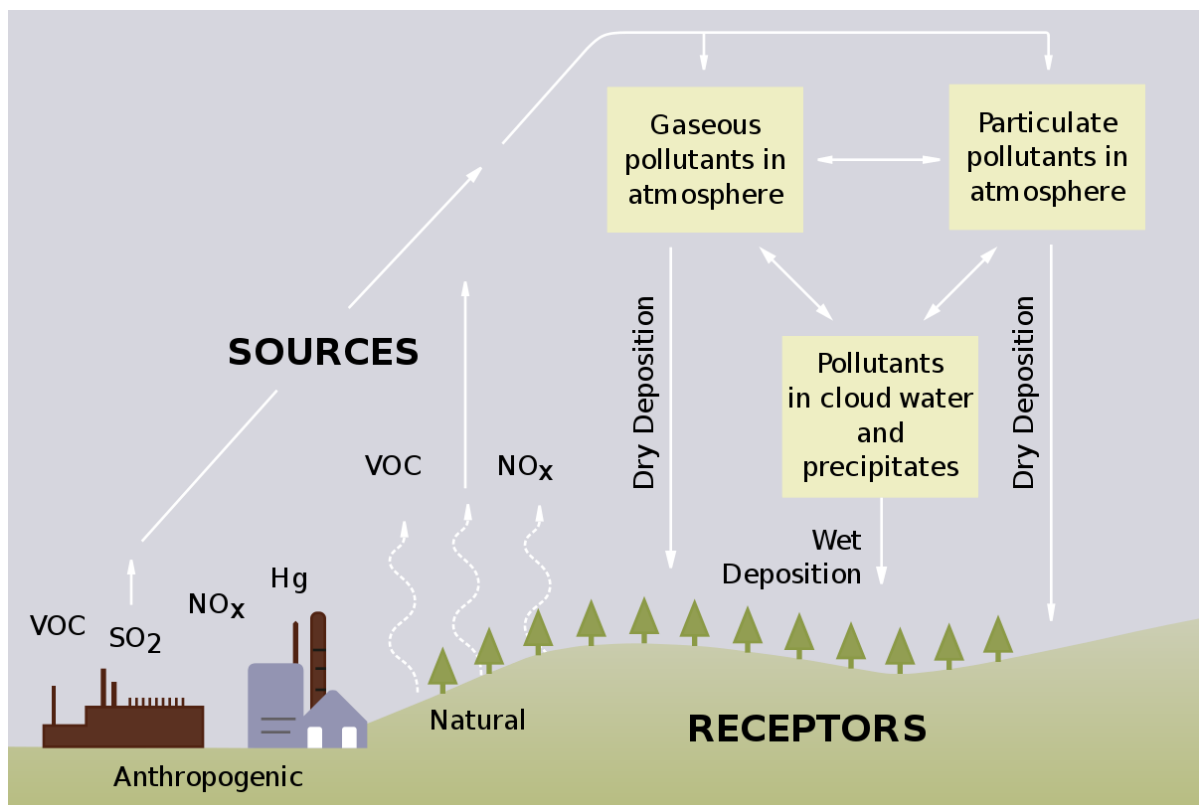 Gaseous
pollutants in
atmosphere
Particulate
pollutants in
atmosphere
SOURCES
Dry Deposition
Pollutants
in cloud water
and
precipitates
Dry Deposition
VOC
NOX
Wet
Deposition
Hg
NOX
VOC
SO2
Natural
RECEPTORS
Anthropogenic